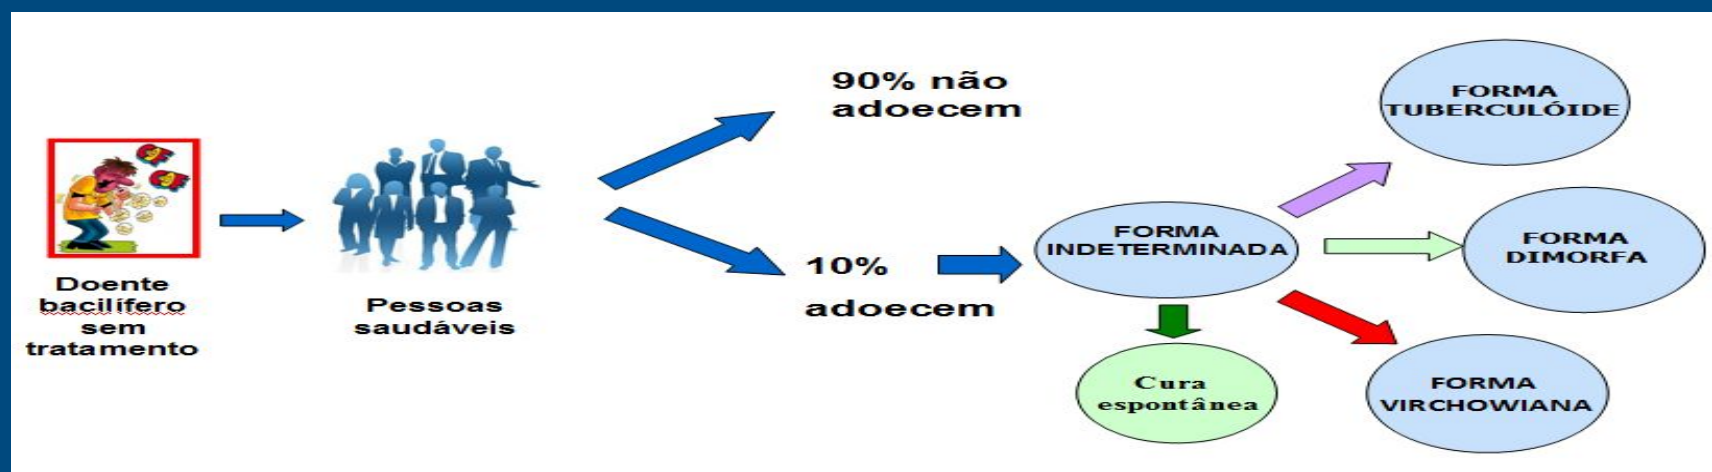 Doente
bacilífero
sem
tratamento
Pessoas
saudáveis
90% não
adoecem
10%
adoecem
FORMA
INDETERMINADA
Cura
espontânea
FORMA
TUBERCULÓIDE
FORMA
DIMORFA
FORMA
VIRCHOWIANA